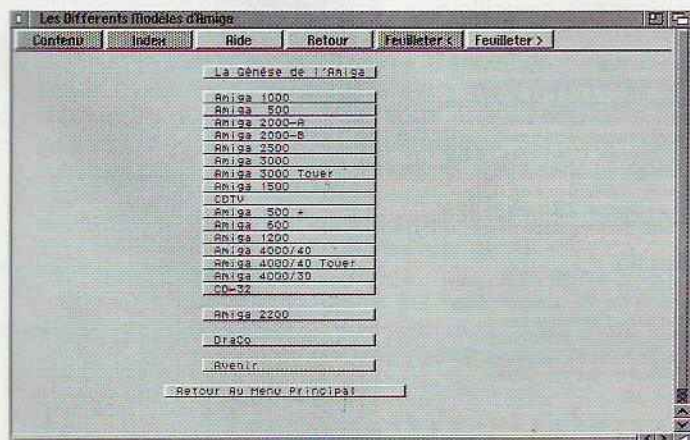 Les Différents Modèles d'Amiga
Contenu Index Aide Retour Feuilleter < Feuilleter >
La Génèse de l'Amiga
Amiga 1000
Amiga 500
Amiga 2000-A
Amiga 2000-B
Amiga 2500
Amiga 3000
Amiga 3000 Tower
Amiga 1500
CDTV
Amiga 500 +
Amiga 600
Amiga 1200
Amiga 4000/40
Amiga 4000/40 Tower
Amiga 4000/30
CD-32
Amiga 2200
DraCo
Avenir
Retour Au Menu Principal